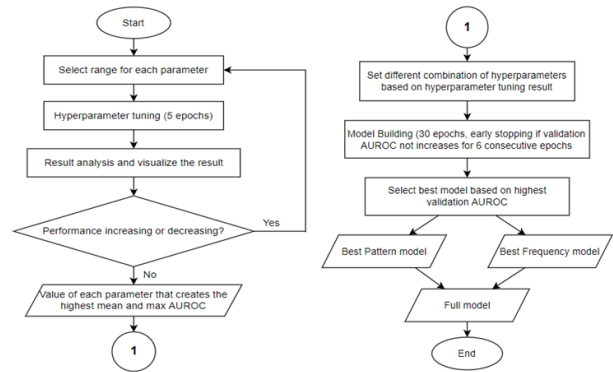 Start
Select range for each parameter
Hyperparameter tuning (5 epochs)
Result analysis and visualize the result
Performance increasing or decreasing?
Yes
No
Value of each parameter that creates the
highest mean and max AUROC
1
1
Set different combination of hyperparameters
based on hyperparameter tuning result
Model Building (30 epochs, early stopping if validation
AUROC not increases for 6 consecutive epochs
Select best model based on highest
validation AUROC
Best Pattern model
Best Frequency model
Full model
End